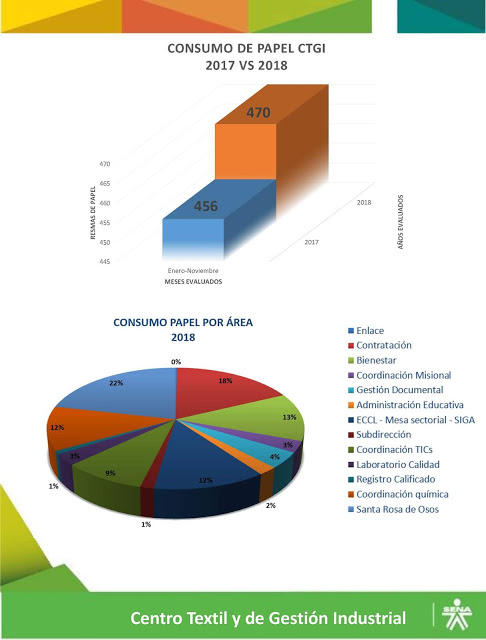 CONSUMO DE PAPEL CTGI
2017 VS 2018
470
456
470
465
460
455
450
445
RESMAS DE PAPEL
Enero-Noviembre
MESES EVALUADOS
2017
2018
AÑOS EVALUADOS
CONSUMO PAPEL POR ÁREA
2018
0%
18%
13%
3%
4%
2%
12%
1%
9%
3%
1%
12%
22%
Enlace
Contratación
Bienestar
Coordinación Misional
Gestión Documental
Administración Educativa
ECCL - Mesa sectorial - SIGA
Subdirección
Coordinación TICs
Laboratorio Calidad
Registro Calificado
Coordinación química
Santa Rosa de Osos
Centro Textil y de Gestión Industrial
SENA